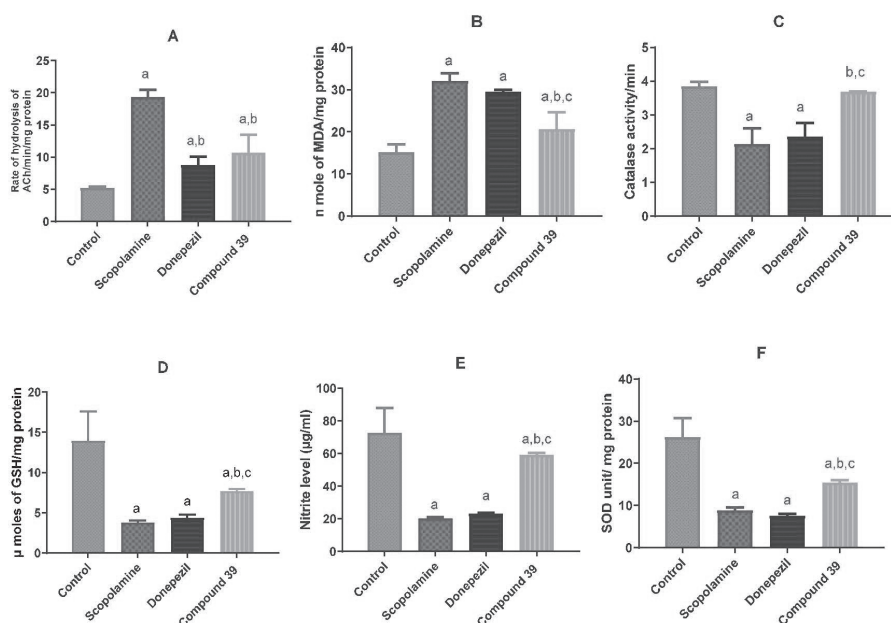 A
Rate of hydrolysis of
ACh/min/mg protein
25
20
15
10
5
0
a
a,b
a,b
Control
Scopolamine
Donepezil
Compound 39
B
n mole of MDA/mg protein
40
30
20
10
0
a
a
a,b,c
Control
Scopolamine
Donepezil
Compound 39
C
Catalase activity/min
5
4
3
2
1
0
a
a
b,c
Control
Scopolamine
Donepezil
Compound 39
D
µ moles of GSH/mg protein
20
15
10
5
0
a
a
a,b,c
Control
Scopolamine
Donepezil
Compound 39
E
Nitrite level (µg/ml)
100
80
60
40
20
0
a
a
a,b,c
Control
Scopolamine
Donepezil
Compound 39
F
SOD unit/ mg protein
40
30
20
10
0
a
a
a,b,c
Control
Scopolamine
Donepezil
Compound 39